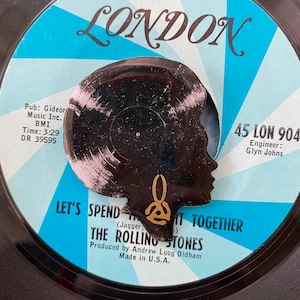 LONDON
Pub: Gideon
Music Inc.
BMI
Time: 3:29
DR 39595
45 LON 904
Engineer:
Glyn Johns
LET'S SPEND TOGETHER
(Jagger
THE ROLLING STONES
Produced by Andrew Loog Oldham
Made in U.S.A.